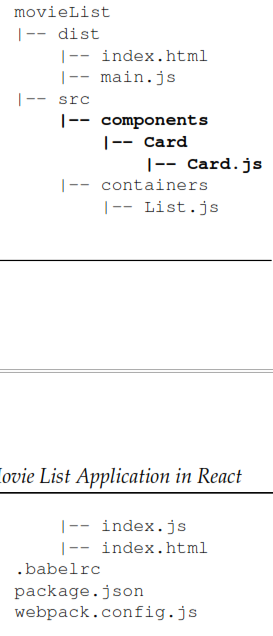 movieList
|-- dist
|-- index.html
|-- main.js
|-- src
|-- components
|-- Card
|-- Card.js
|-- containers
|-- List.js
Movie List Application in React
|-- index.js
|-- index.html
.babelrc
package.json
webpack.config.js